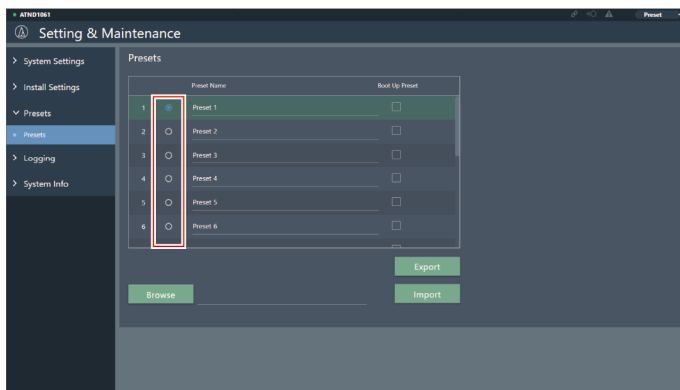 ATND1061
Preset
Setting & Maintenance
System Settings
Install Settings
Presets
Presets
Logging
System Info
Presets
Preset Name Boot Up Preset
1 Preset 1
2 Preset 2
3 Preset 3
4 Preset 4
5 Preset 5
6 Preset 6
Export
Browse Import